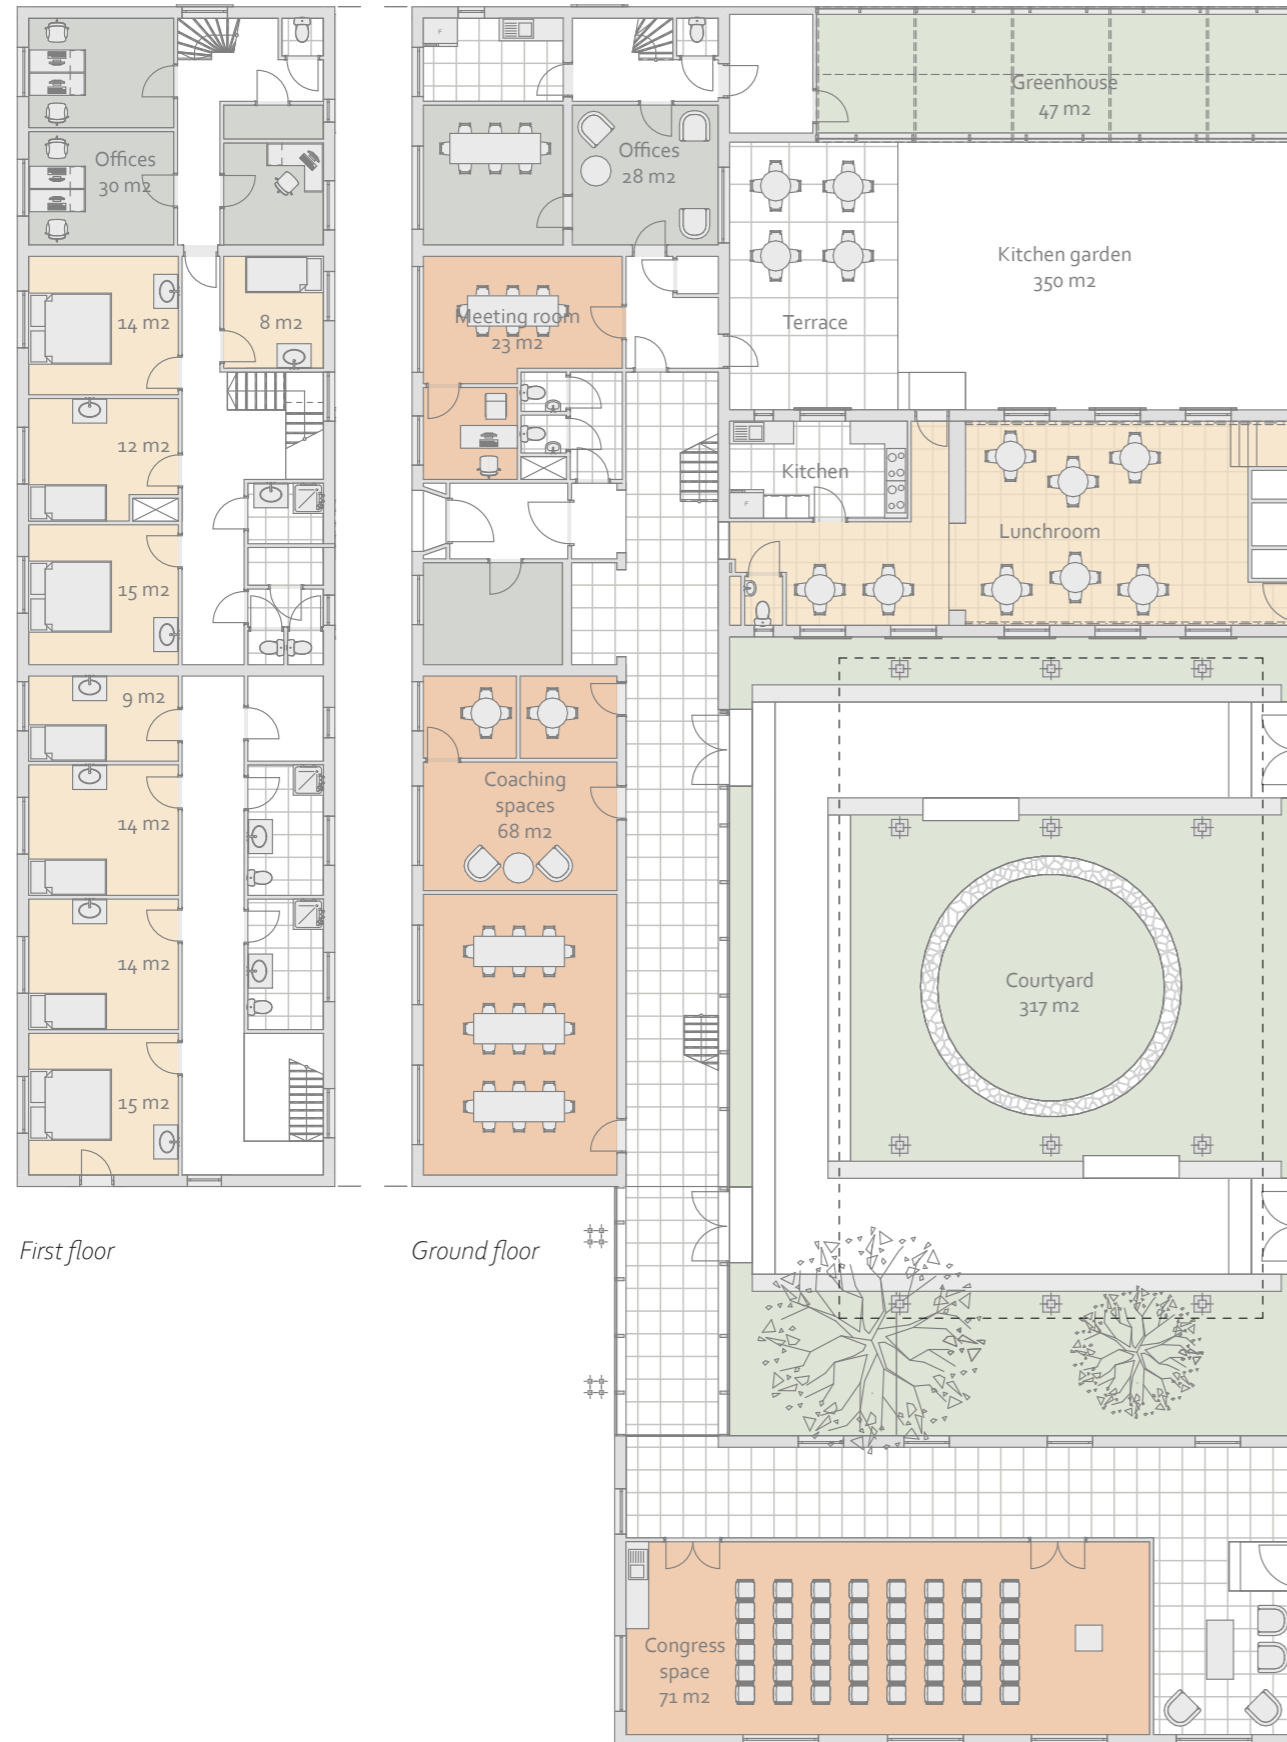 Offices
30 m2
14 m2
8 m2
12 m2
15 m2
9 m2
14 m2
14 m2
15 m2
First floor
F
Offices
28 m2
Greenhouse
47 m2
Kitchen garden
350 m2
Terrace
Meeting room
23 m2
Kitchen
F
Lunchroom
Coaching
spaces
68 m2
Courtyard
317 m2
Ground floor
Congress
space
71 m2